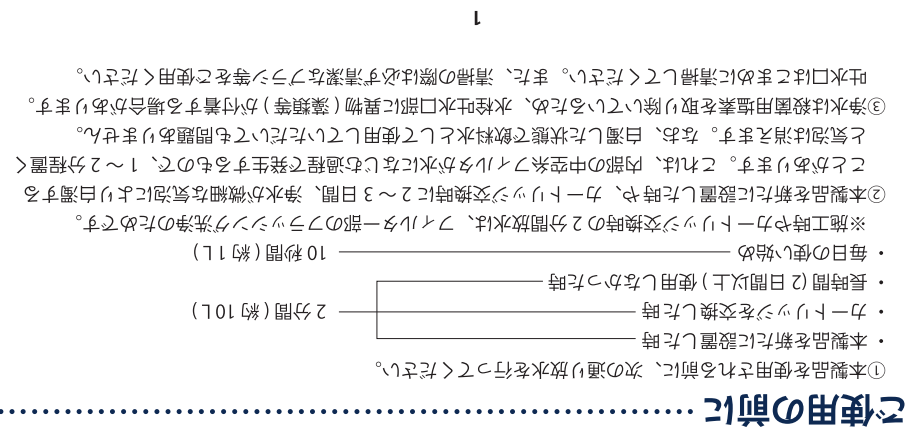 ご使用の前に
①本製品を使用される前に、次の通り放水を行ってください。
・本製品を新たに設置した時
・カートリッジを交換した時 2 分間 ( 約 10L )
・長時間 (2 日間以上 ) 使用しなかった時
・毎日の使い始め 10 秒間 ( 約 1L )
※施工時やカートリッジ交換時の 2 分間放水は、フィルター部のフラッシング洗浄のためです。
②本製品を新たに設置した時や、カートリッジ交換時に 2 ～ 3 日間、浄水が微細な気泡により白濁する
ことがあります。これは、内部の中空糸フィルタが水になじむ過程で発生するもので、1 ～ 2 分程置く
と気泡は消えます。なお、白濁した状態で飲料水として使用していただいても問題ありません。
③浄水は殺菌用塩素を取り除いているため、水栓吐水口部に異物 ( 藻類等 ) が付着する場合があります。
吐水口はこまめに清掃してください。また、清掃の際は必ず清潔なブラシ等をご使用ください。
1